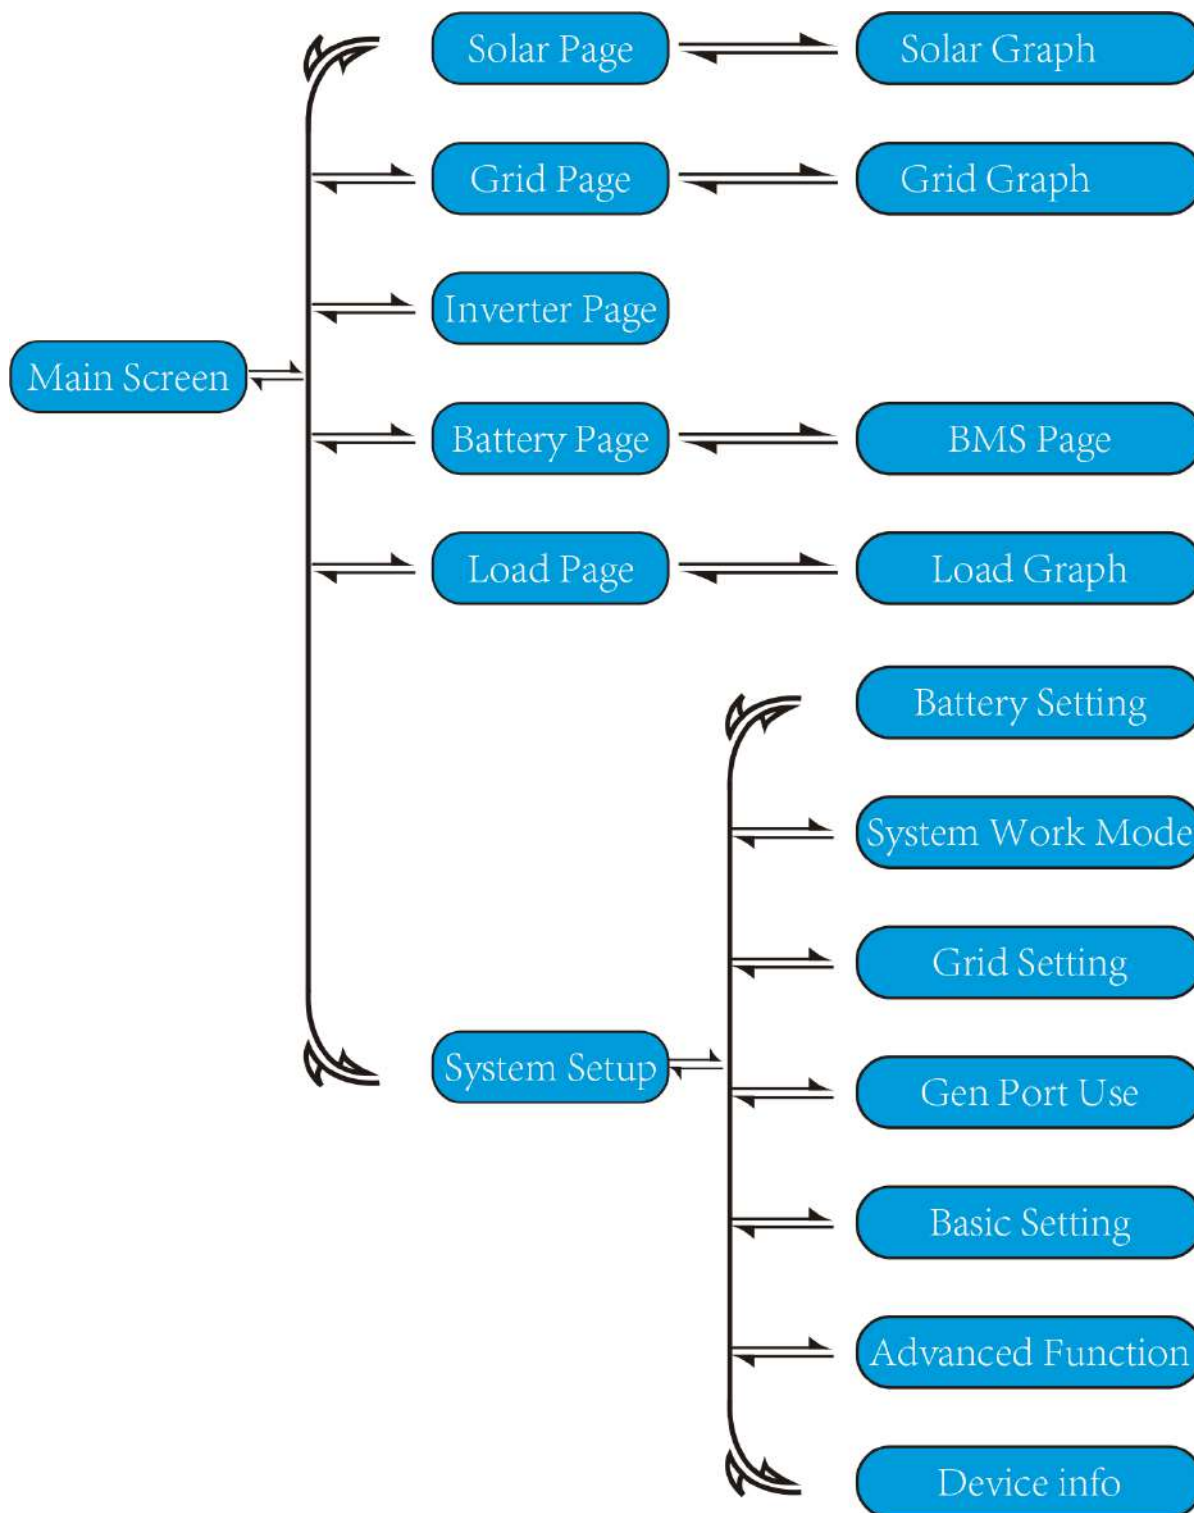 Solar Page
Solar Graph
Grid Page
Grid Graph
Inverter Page
Main Screen
Battery Page
BMS Page
Load Page
Load Graph
Battery Setting
System Work Mode
Grid Setting
System Setup
Gen Port Use
Basic Setting
Advanced Function
Device info